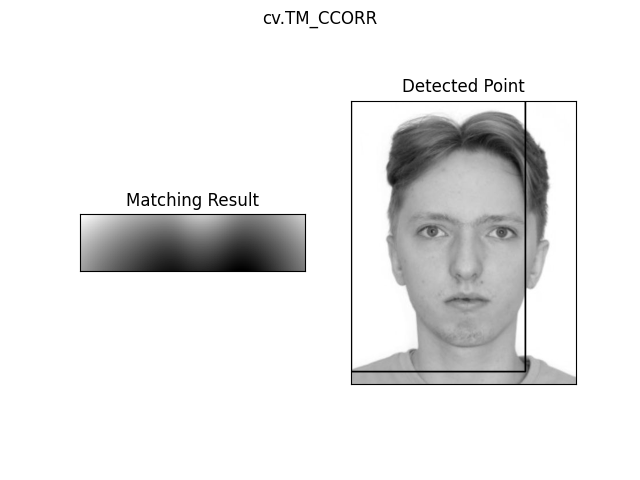 cv.TM_CCORR
Detected Point
Matching Result